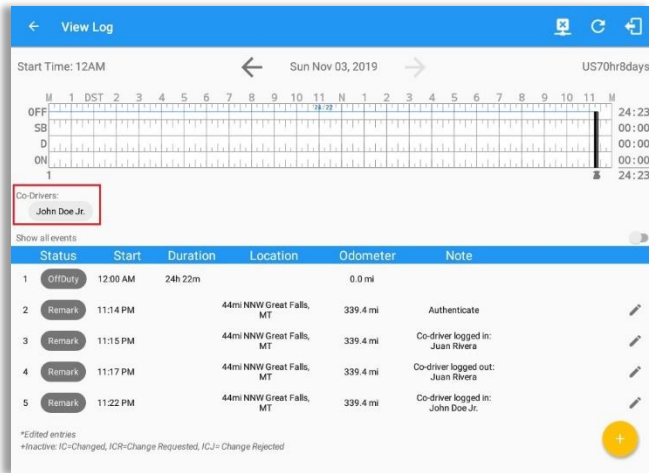 View Log
Start Time: 12AM
Sun Nov 03, 2019
US70hr8days
M 1 DST 2 3 4 5 6 7 8 9 10 11 N 1 2 3 4 5 6 7 8 9 10 11 M
OFF 24:22 24:23
SB 00:00
D 00:00
ON 00:00
1 24:23
Co-Drivers:
John Doe Jr.
Show all events
Status Start Duration Location Odometer Note
1 OffDuty 12:00 AM 24h 22m 0.0 mi
2 Remark 11:14 PM 44mi NNW Great Falls, MT 339.4 mi Authenticate
3 Remark 11:15 PM 44mi NNW Great Falls, MT 339.4 mi Co-driver logged in: Juan Rivera
4 Remark 11:17 PM 44mi NNW Great Falls, MT 339.4 mi Co-driver logged out: Juan Rivera
5 Remark 11:22 PM 44mi NNW Great Falls, MT 339.4 mi Co-driver logged in: John Doe Jr.
*Edited entries
+Inactive: IC=Changed, ICR=Change Requested, ICJ= Change Rejected